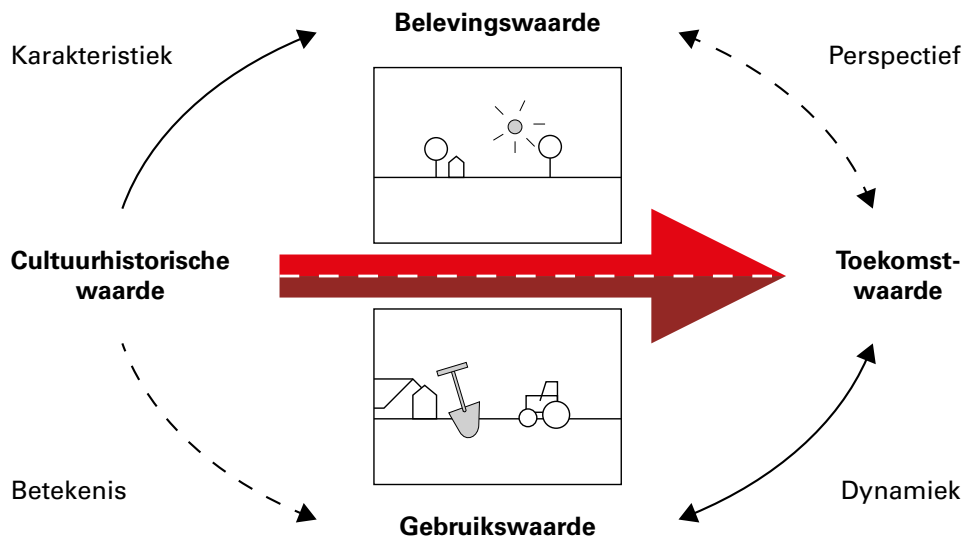 Belevingswaarde
Karakteristiek
Perspectief
Cultuurhistorische
waarde
Toekomst-
waarde
Betekenis
Dynamiek
Gebruikswaarde